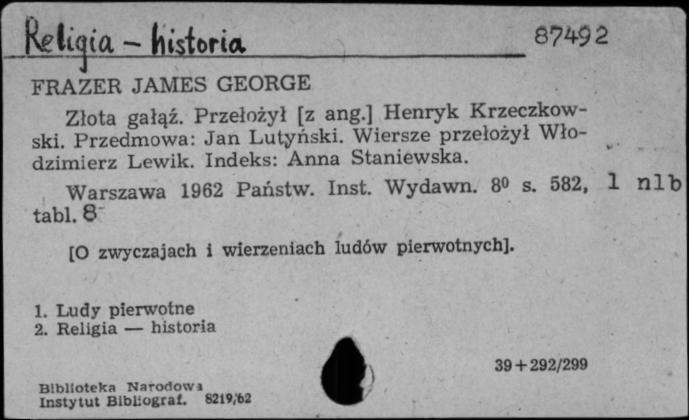 Religia – historia 87492
FRAZER JAMES GEORGE
Złota gałąź. Przełożył [z ang.] Henryk Krzeczkow-
ski. Przedmowa: Jan Lutyński. Wiersze przełożył Wło-
dzimierz Lewik. Indeks: Anna Staniewska.
Warszawa 1962 Państw. Inst. Wydawn. 8⁰ s. 582, 1 nlb
tabl. 8
[O zwyczajach i wierzeniach ludów pierwotnych].
1. Ludy pierwotne
2. Religia — historia
39+292/299
Biblioteka Narodowa
Instytut Bibliograf. 8219/62